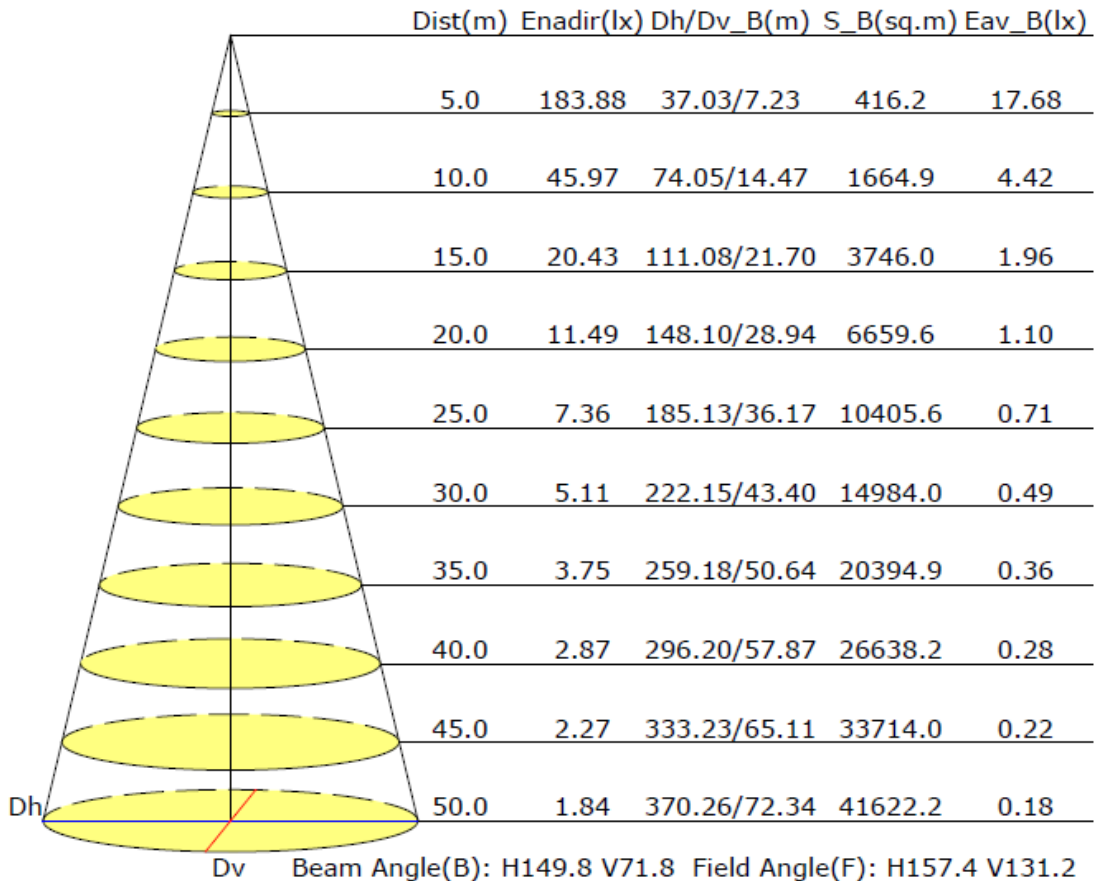 Dist(m) Enadir(lx) Dh/Dv_B(m) S_B(sq.m) Eav_B(lx)
5.0 183.88 37.03/7.23 416.2 17.68
10.0 45.97 74.05/14.47 1664.9 4.42
15.0 20.43 111.08/21.70 3746.0 1.96
20.0 11.49 148.10/28.94 6659.6 1.10
25.0 7.36 185.13/36.17 10405.6 0.71
30.0 5.11 222.15/43.40 14984.0 0.49
35.0 3.75 259.18/50.64 20394.9 0.36
40.0 2.87 296.20/57.87 26638.2 0.28
45.0 2.27 333.23/65.11 33714.0 0.22
Dh 50.0 1.84 370.26/72.34 41622.2 0.18
Dv Beam Angle(B): H149.8 V71.8 Field Angle(F): H157.4 V131.2